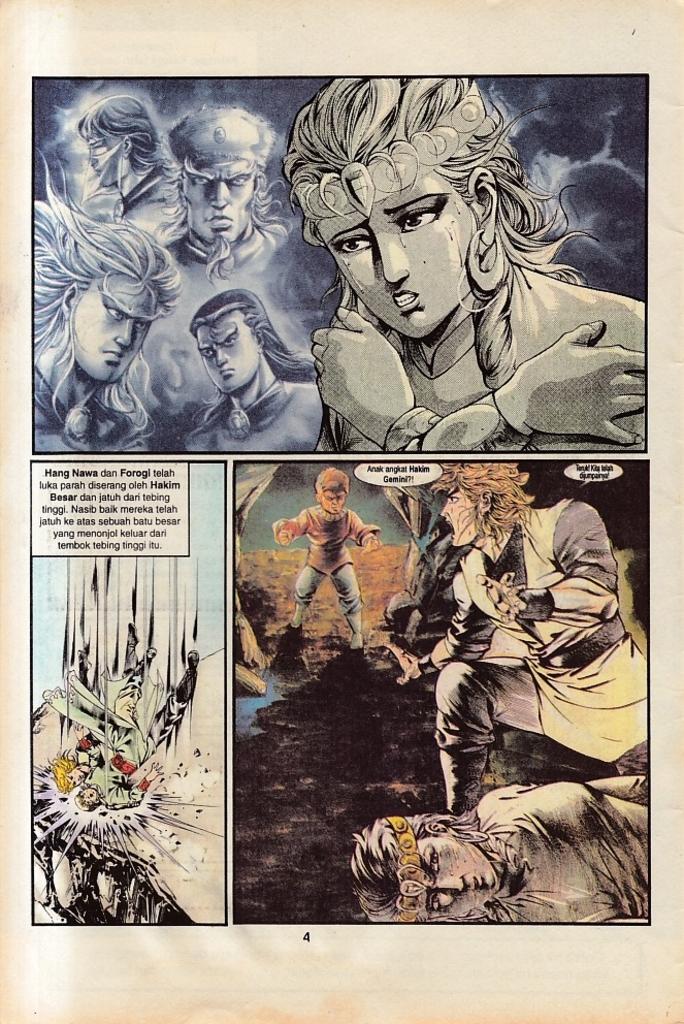 Hang Nawa dan Forogi telah
luka parah diserang oleh Hakim
Besar dan jatuh dari tebing
tinggi. Nasib baik mereka telah
jatuh ke atas sebuah batu besar
yang menonjol keluar dari
tembok tebing tinggi itu.
Anak angkat Hakim
Gemini?!
Teruk! Kita telah
dijumpainya!
4